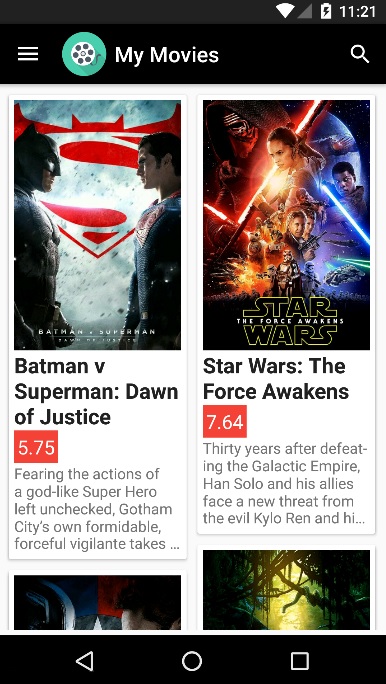 11:21
My Movies
BATMAN V SUPERMAN
DAWN OF JUSTICE
Batman v
Superman: Dawn
of Justice
5.75
Fearing the actions of
a god-like Super Hero
left unchecked, Gotham
City’s own formidable,
forceful vigilante takes ...
STAR
THE FORCE AWAKENS
WARS
Star Wars: The
Force Awakens
7.64
Thirty years after defeat-
ing the Galactic Empire,
Han Solo and his allies
face a new threat from
the evil Kylo Ren and hi...